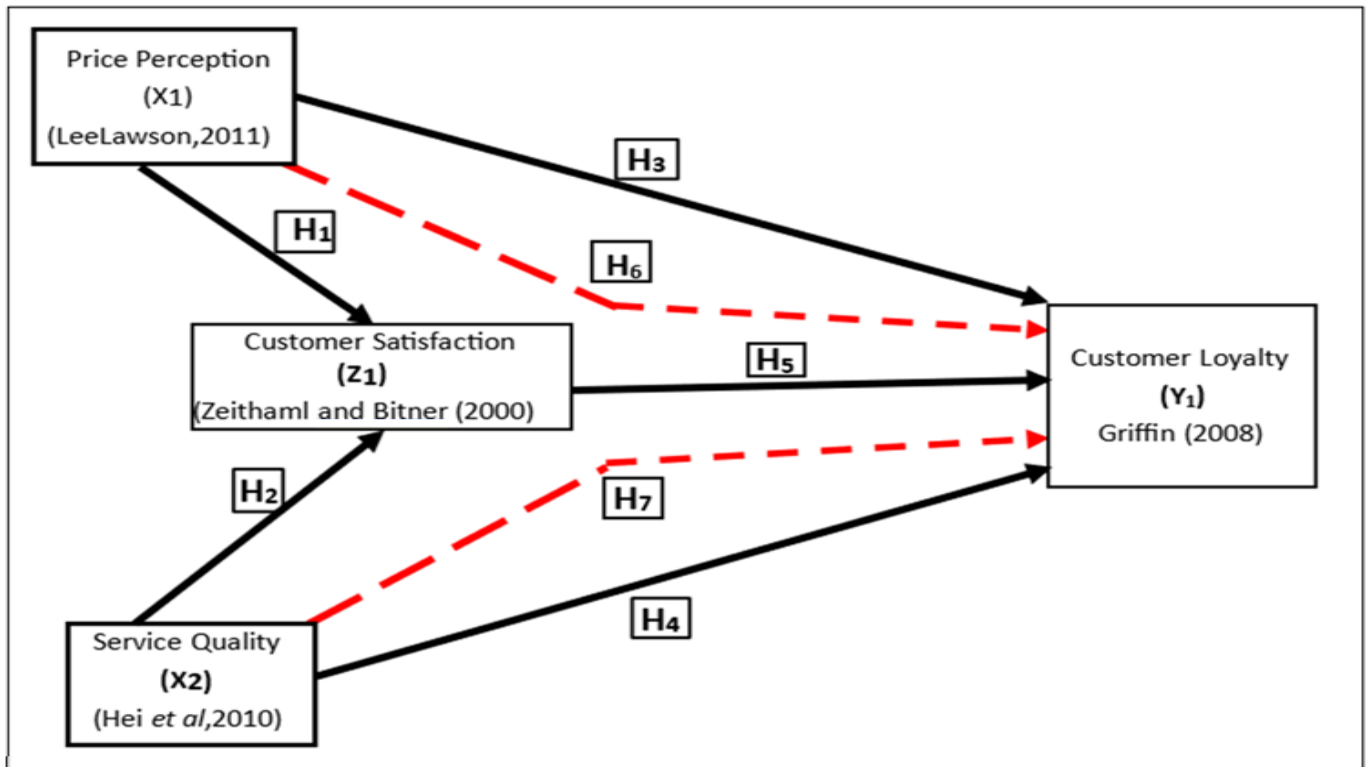 Price Perception
(X1)
(LeeLawson,2011)
H3
H1
H6
Customer Satisfaction
(Z1)
(Zeithaml and Bitner (2000)
H5
Customer Loyalty
(Y1)
Griffin (2008)
H2
H7
H4
Service Quality
(X2)
(Hei et al,2010)